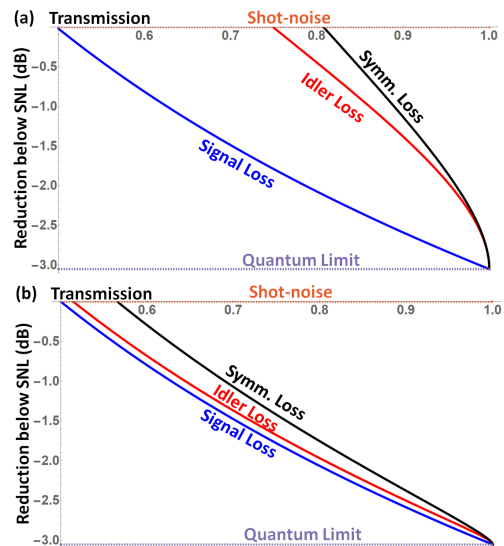 (a) Transmission Shot-noise
0.6 0.7 0.8 0.9 1.0
Reduction below SNL (dB)
−0.5
−1.0
−1.5
−2.0
−2.5
−3.0
Symm. Loss
Idler Loss
Signal Loss
Quantum Limit
(b) Transmission Shot-noise
0.6 0.7 0.8 0.9 1.0
Reduction below SNL (dB)
−0.5
−1.0
−1.5
−2.0
−2.5
−3.0
Symm. Loss
Idler Loss
Signal Loss
Quantum Limit